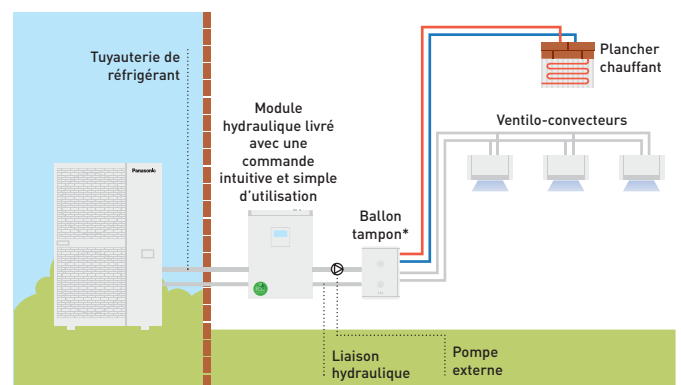 Tuyauterie de
réfrigérant
Module
hydraulique livré
avec une
commande
intuitive et simple
d'utilisation
Plancher
chauffant
Ventilo-convecteurs
Ballon
tampon*
Panasonic
Liaison
hydraulique
Pompe
externe